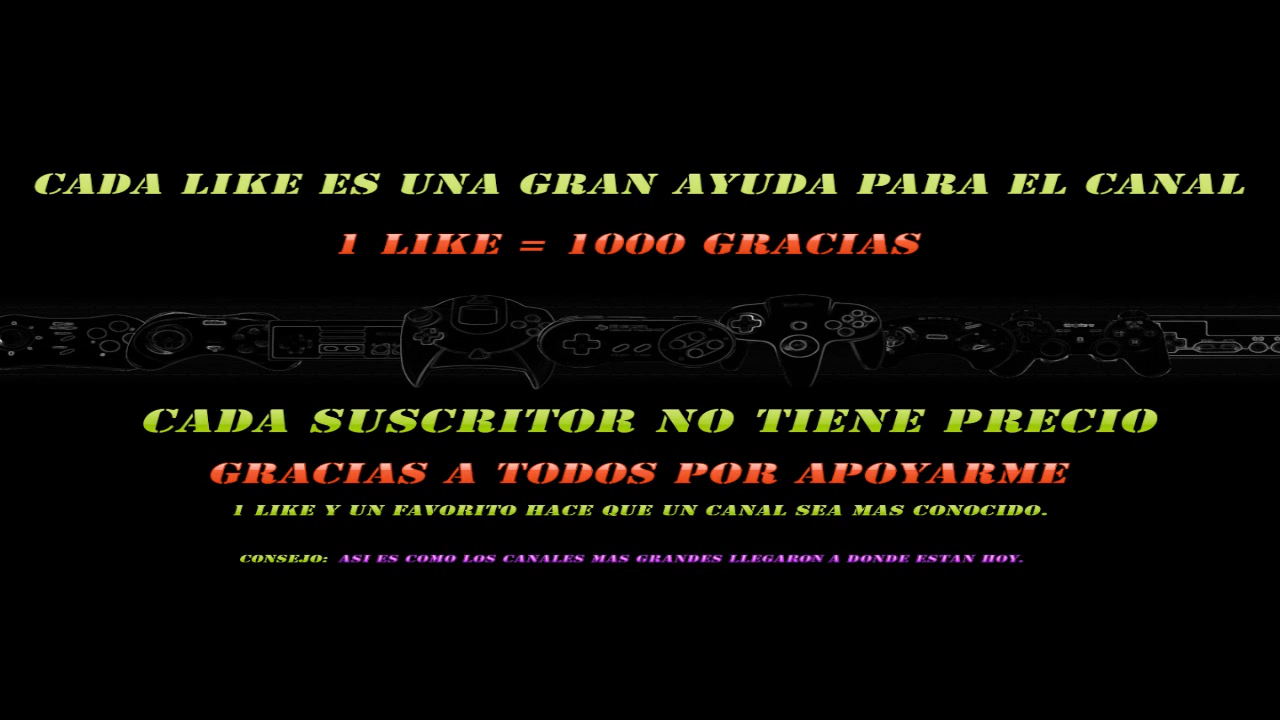 CADA LIKE ES UNA GRAN AYUDA PARA EL CANAL
1 LIKE = 1000 GRACIAS
CADA SUSCRITOR NO TIENE PRECIO
GRACIAS A TODOS POR APOYARME
1 LIKE Y UN FAVORITO HACE QUE UN CANAL SEA MAS CONOCIDO.
CONSEJO: ASI ES COMO LOS CANALES MAS GRANDES LLEGARON A DONDE ESTAN HOY.